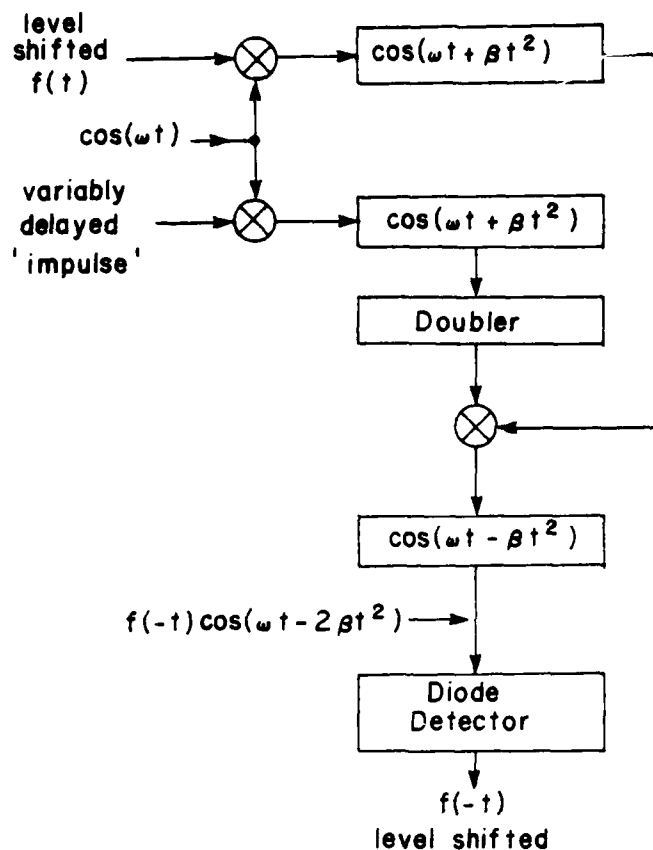 level
shifted
f(t)
cos(ωt + βt²)
cos(ωt)
variably
delayed
'impulse'
cos(ωt + βt²)
Doubler
cos(ωt - βt²)
f(-t)cos(ωt - 2βt²)
Diode
Detector
f(-t)
level shifted